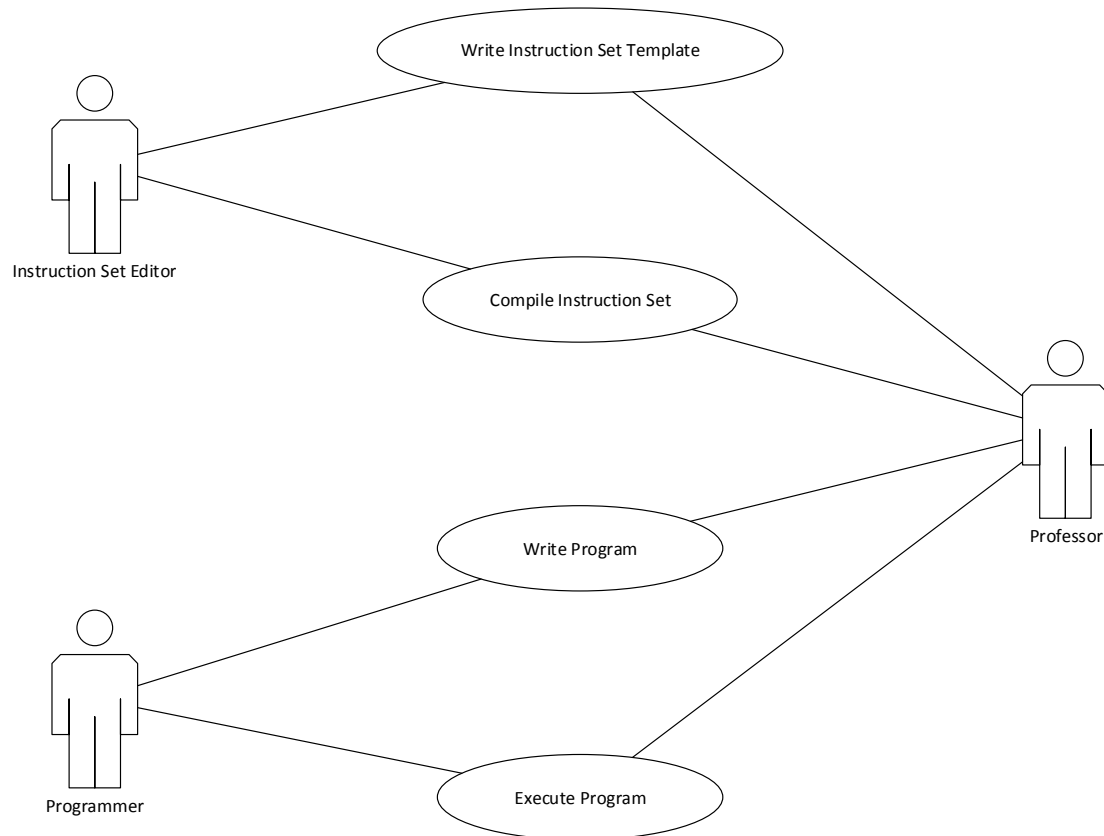 Write Instruction Set Template
Instruction Set Editor
Compile Instruction Set
Professor
Write Program
Programmer
Execute Program